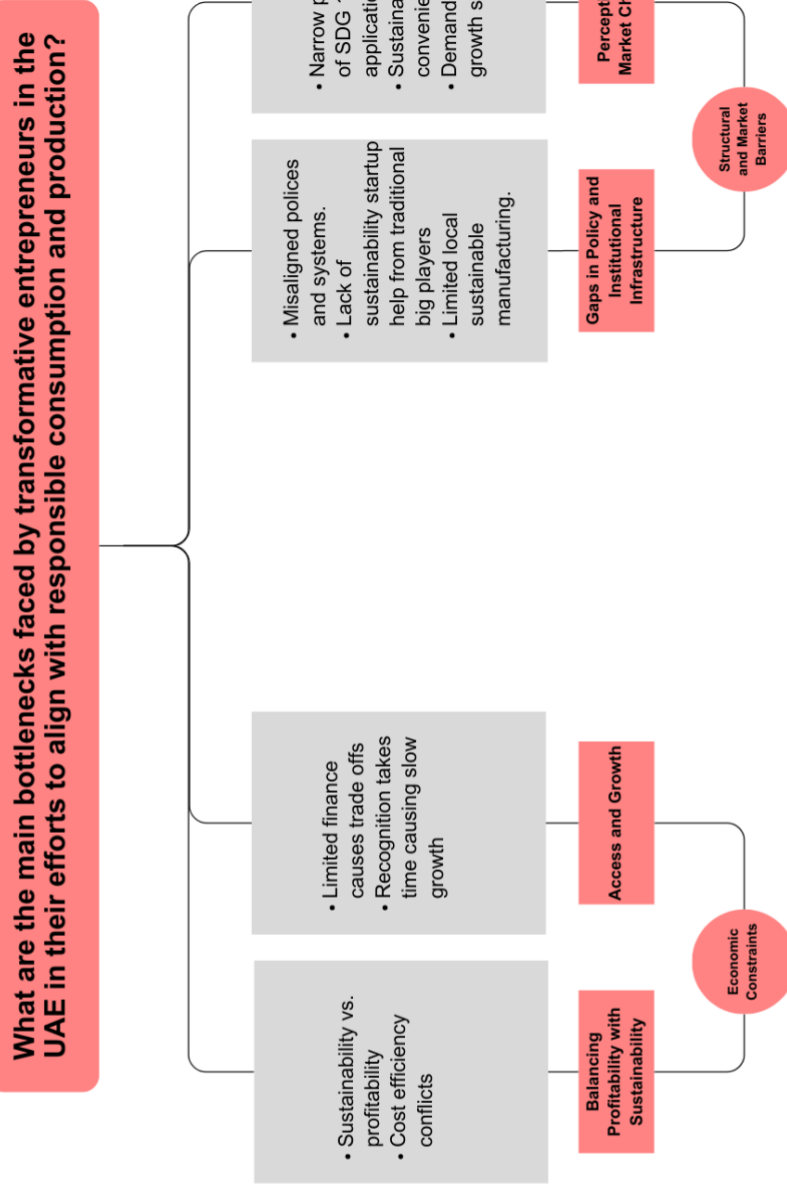 What are the main bottlenecks faced by transformative entrepreneurs in the
UAE in their efforts to align with responsible consumption and production?
• Sustainability vs.
profitability
• Cost efficiency
conflicts
• Limited finance
causes trade offs
• Recognition takes
time causing slow
growth
• Misaligned polices
and systems.
• Lack of
sustainability startup
help from traditional
big players
• Limited local
sustainable
manufacturing.
• Narrow
of SDG
• Demand
growth
Balancing
Profitability with
Sustainability
Access and Growth
Gaps in Policy and
Institutional
Infrastructure
Market
Economic
Constraints
Structural
and Market
Barriers